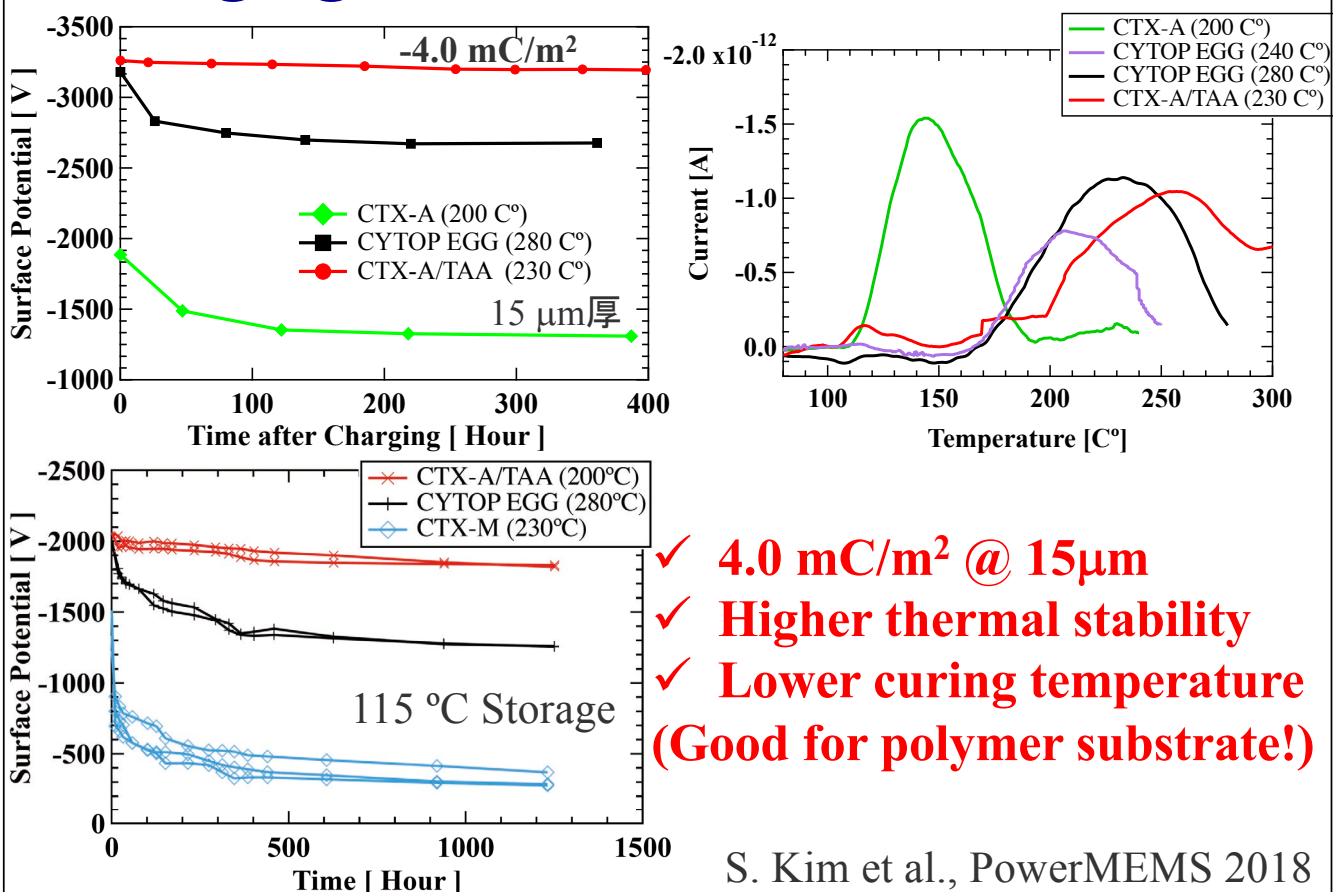 -3500
-3000
-2500
-2000
-1500
-1000
Surface Potential [ V ]
-4.0 mC/m²
CTX-A (200 Cº)
CYTOP EGG (280 Cº)
CTX-A/TAA (230 Cº)
15 μm厚
0 100 200 300 400
Time after Charging [ Hour ]
-2.0 x10⁻¹²
-1.5
-1.0
-0.5
0.0
Current [A]
CTX-A (200 Cº)
CYTOP EGG (240 Cº)
CYTOP EGG (280 Cº)
CTX-A/TAA (230 Cº)
100 150 200 250 300
Temperature [Cº]
-2500
-2000
-1500
-1000
-500
0
Surface Potential [ V ]
CTX-A/TAA (200ºC)
CYTOP EGG (280ºC)
CTX-M (230ºC)
115 ºC Storage
0 500 1000 1500
Time [ Hour ]
✓ 4.0 mC/m² @ 15μm
✓ Higher thermal stability
✓ Lower curing temperature
(Good for polymer substrate!)
S. Kim et al., PowerMEMS 2018